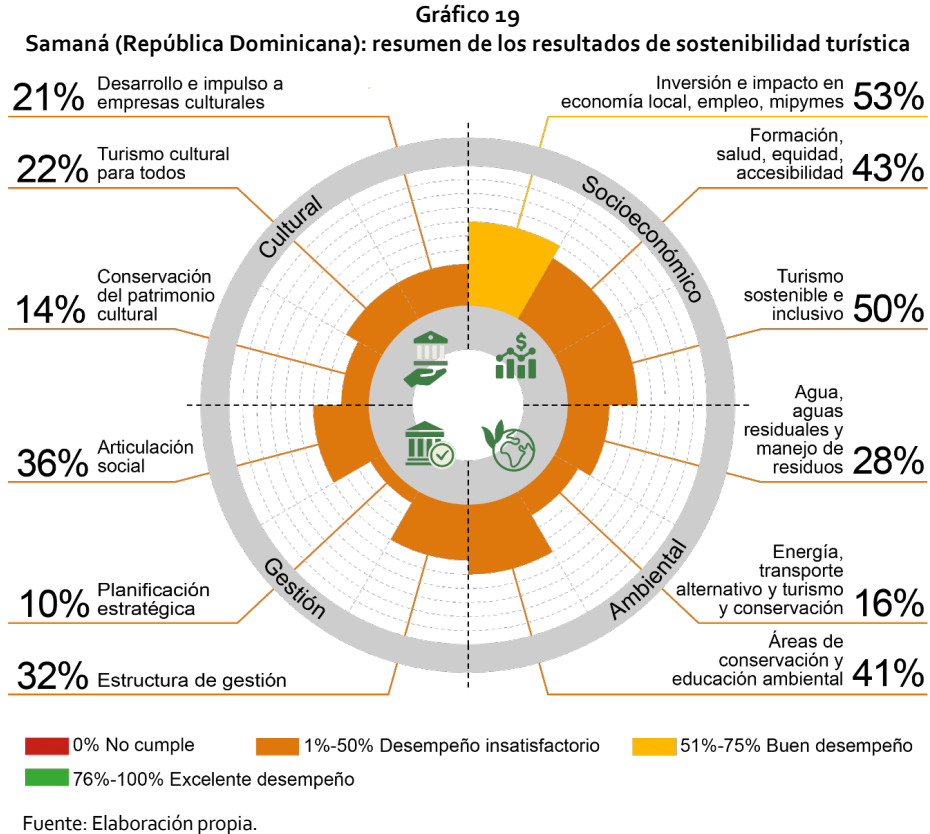 Gráfico 19
Samaná (República Dominicana): resumen de los resultados de sostenibilidad turística
21%
Desarrollo e impulso a
empresas culturales
22%
Turismo cultural
para todos
14%
Conservación
del patrimonio
cultural
36%
Articulación
social
10%
Planificación
estratégica
32%
Estructura de gestión
Inversión e impacto en
economía local, empleo, mipymes
53%
Formación,
salud, equidad,
accesibilidad
43%
Turismo
sostenible e
inclusivo
50%
Agua,
aguas
residuales y
manejo de
residuos
28%
Energía,
transporte
alternativo y turismo
y conservación
16%
Áreas de
conservación y
educación ambiental
41%
Cultural
Socioeconómico
Gestión
Ambiental
$
0% No cumple
1%-50% Desempeño insatisfactorio
51%-75% Buen desempeño
76%-100% Excelente desempeño
Fuente: Elaboración propia.